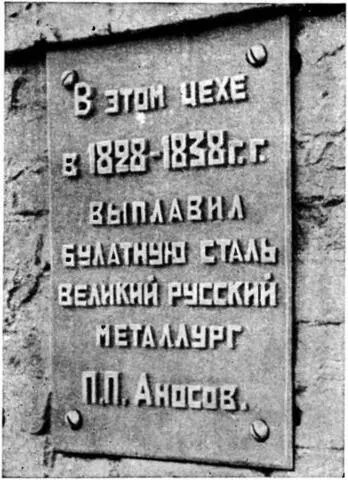 В ЭТОМ ЦЕХЕ
В 1828-1838 Г.Г.
ВЫПЛАВИЛ
БУЛАТНУЮ СТАЛЬ
ВЕЛИКИЙ РУССКИЙ
МЕТАЛЛУРГ
П.П. АНОСОВ.